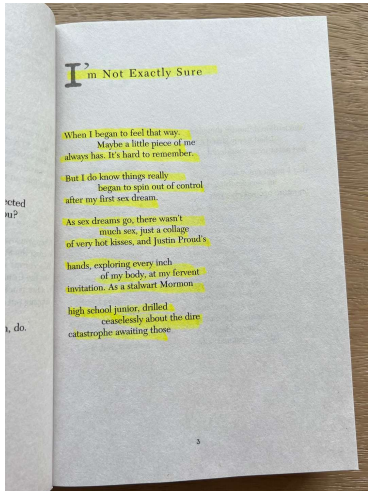 I'm Not Exactly Sure
When I began to feel that way.
Maybe a little piece of me
always has. It's hard to remember.
But I do know things really
began to spin out of control
after my first sex dream.
As sex dreams go, there wasn't
much sex, just a collage
of very hot kisses, and Justin Proud's
hands, exploring every inch
of my body, at my fervent
invitation. As a stalwart Mormon
high school junior, drilled
ceaselessly about the dire
catastrophe awaiting those
3
do.